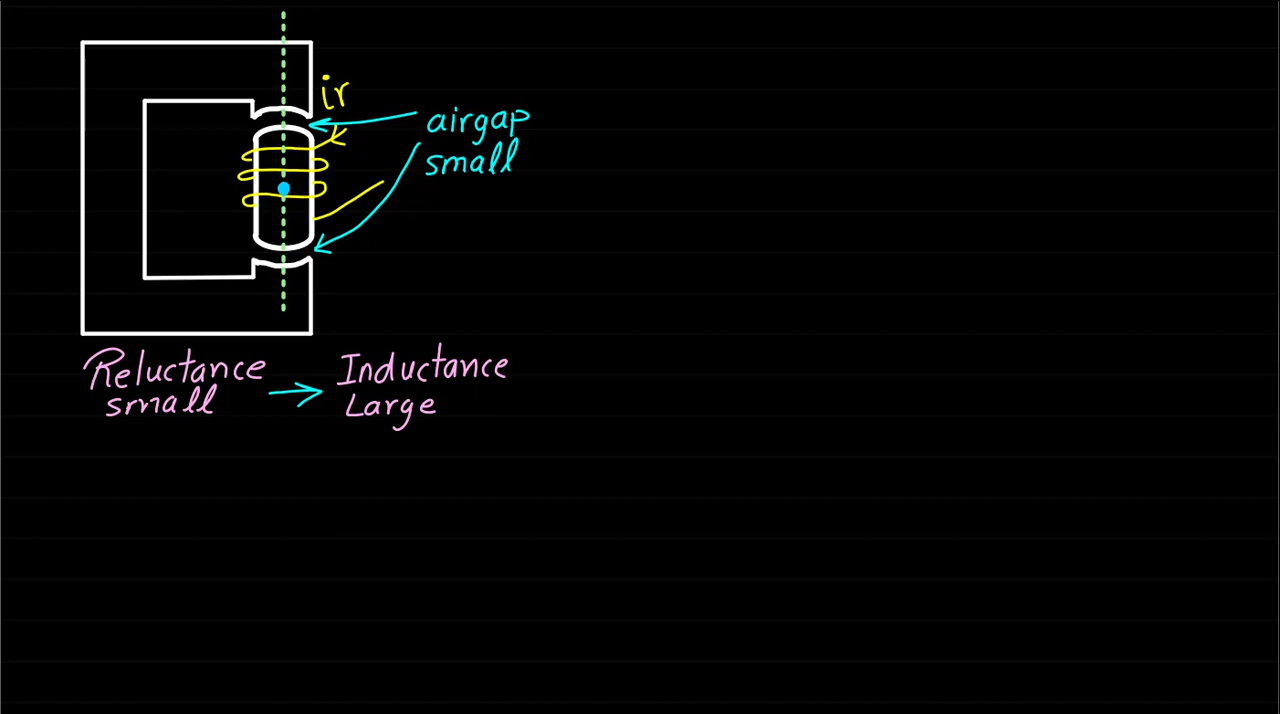 ir
airgap
small
Reluctance
small
Inductance
Large